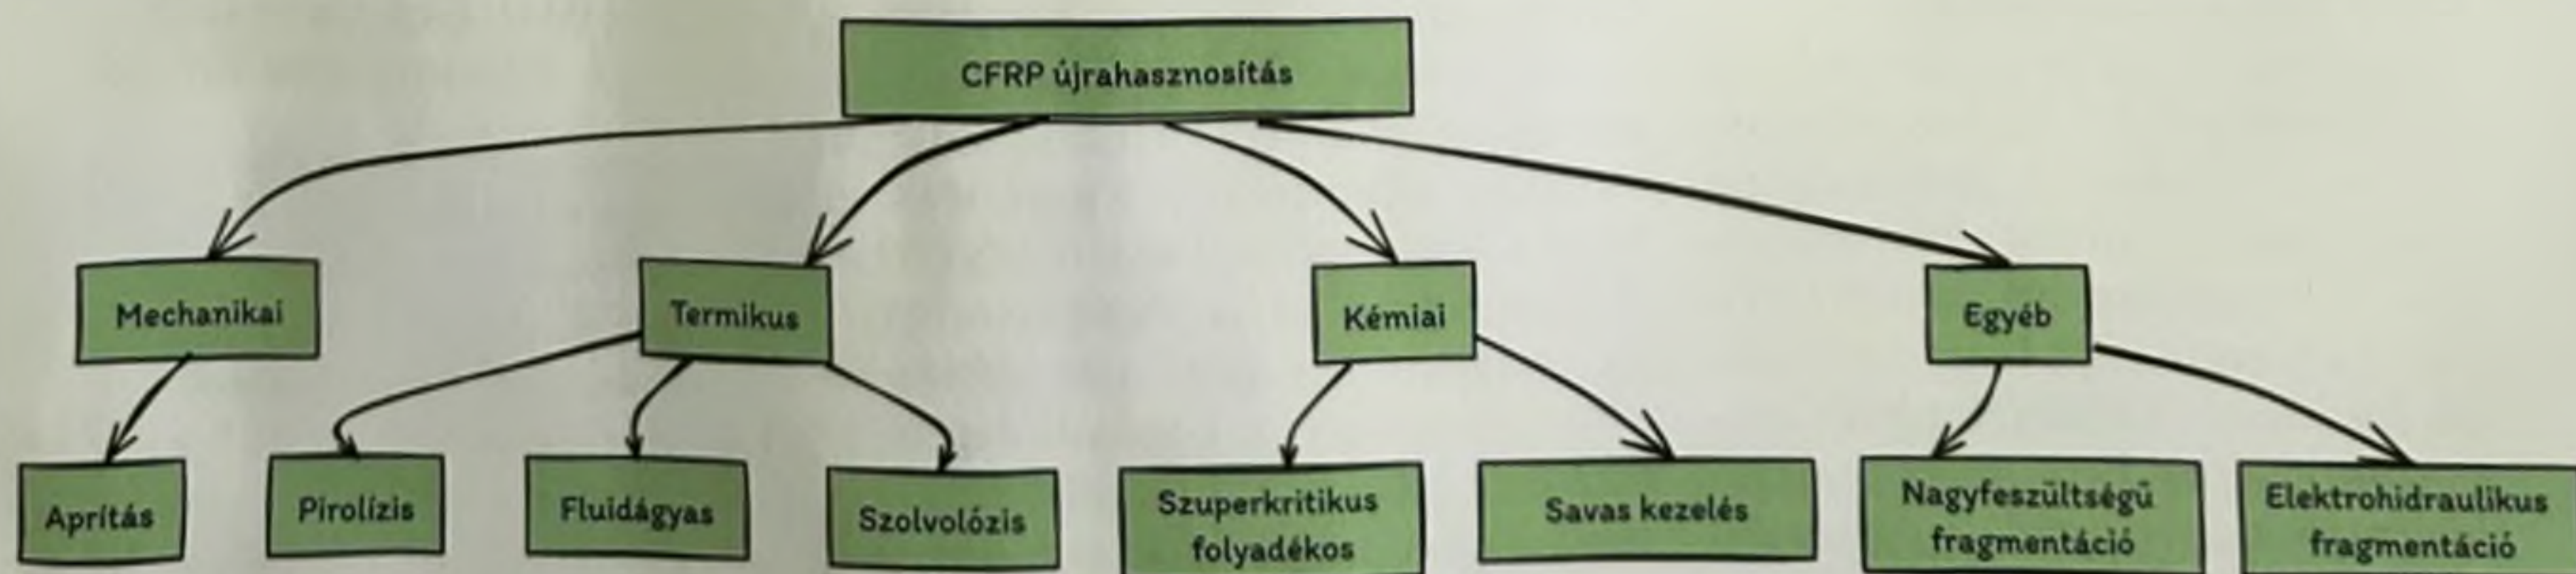 CFRP újrahasznosítás
Mechanikai
Termikus
Kémiai
Egyéb
Aprítás
Pirolízis
Fluidágyas
Szolvolózis
Szuperkritikus
folyadékos
Savas kezelés
Nagyfeszültségű
fragmentáció
Elektrohidraulikus
fragmentáció